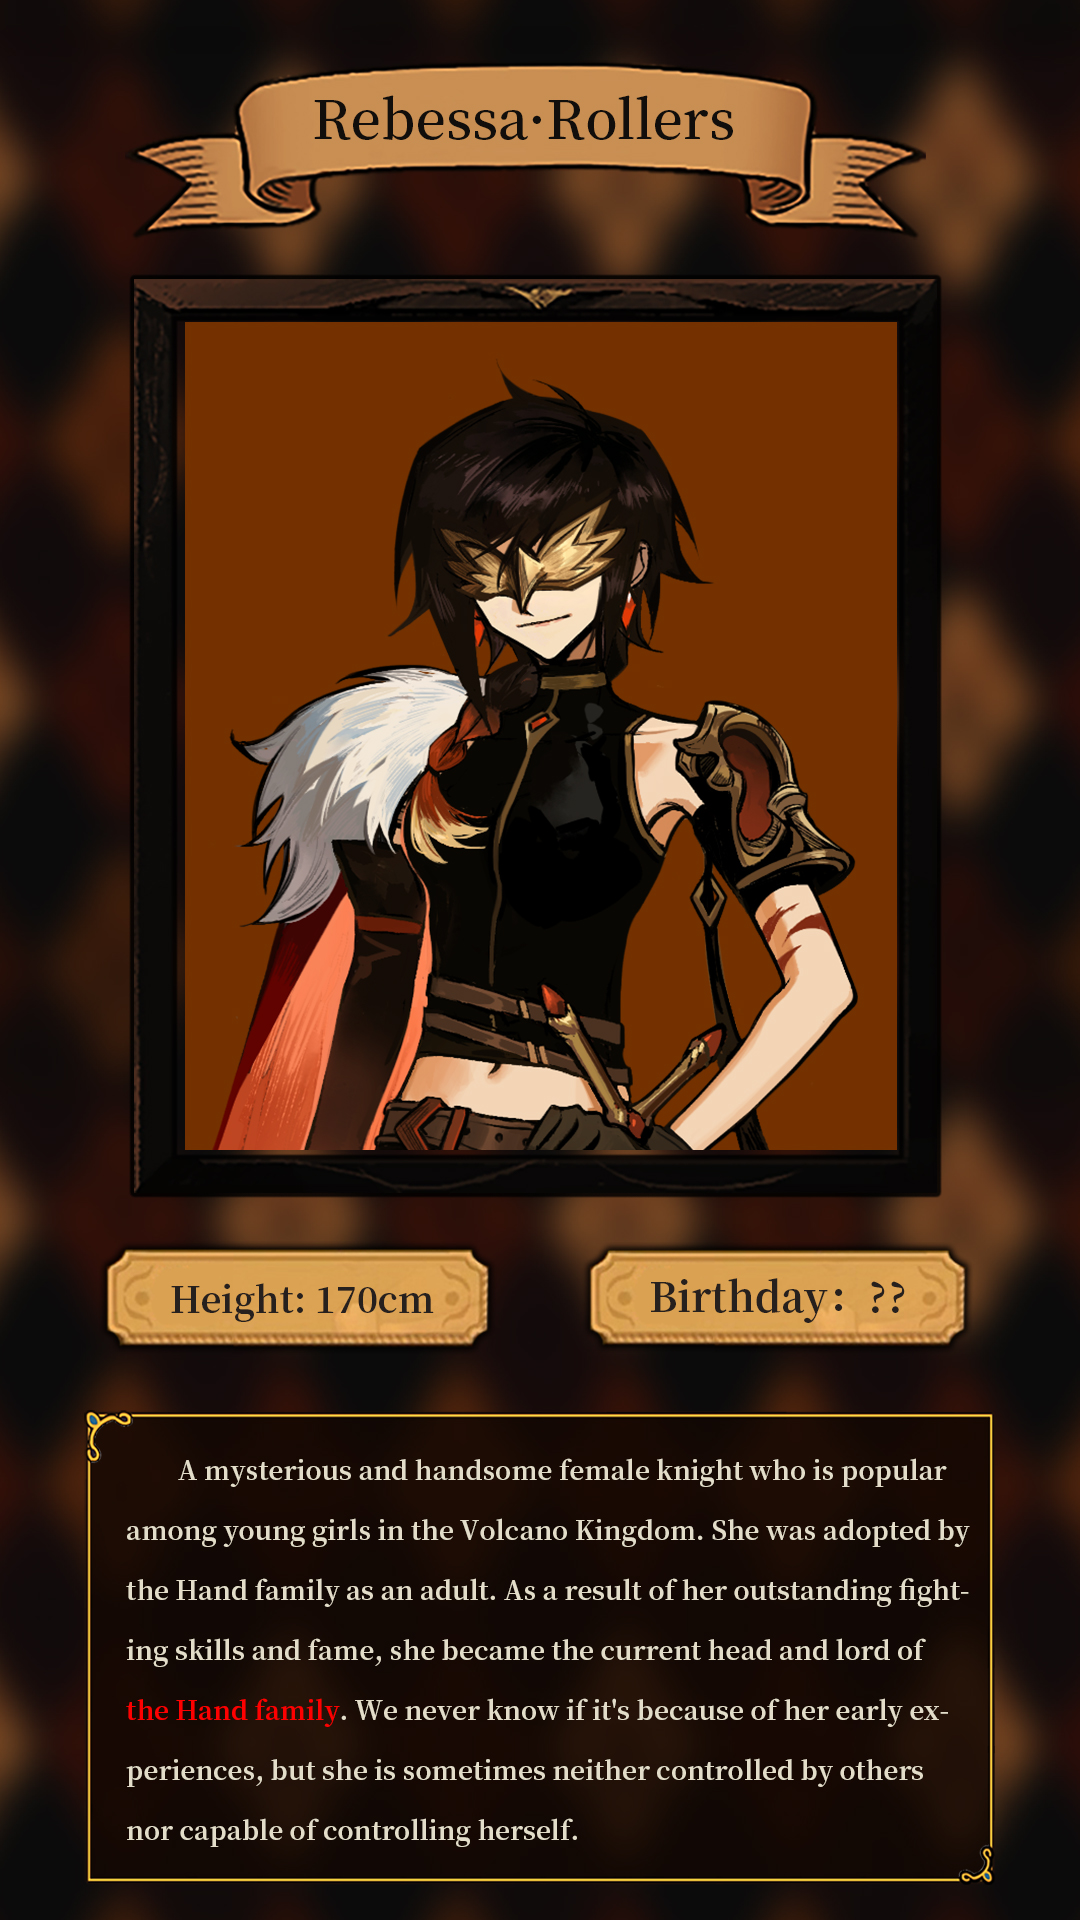 Rebessa·Rollers
Height: 170cm
Birthday: ??
A mysterious and handsome female knight who is popular
among young girls in the Volcano Kingdom. She was adopted by
the Hand family as an adult. As a result of her outstanding fight-
ing skills and fame, she became the current head and lord of
the Hand family. We never know if it's because of her early ex-
periences, but she is sometimes neither controlled by others
nor capable of controlling herself.